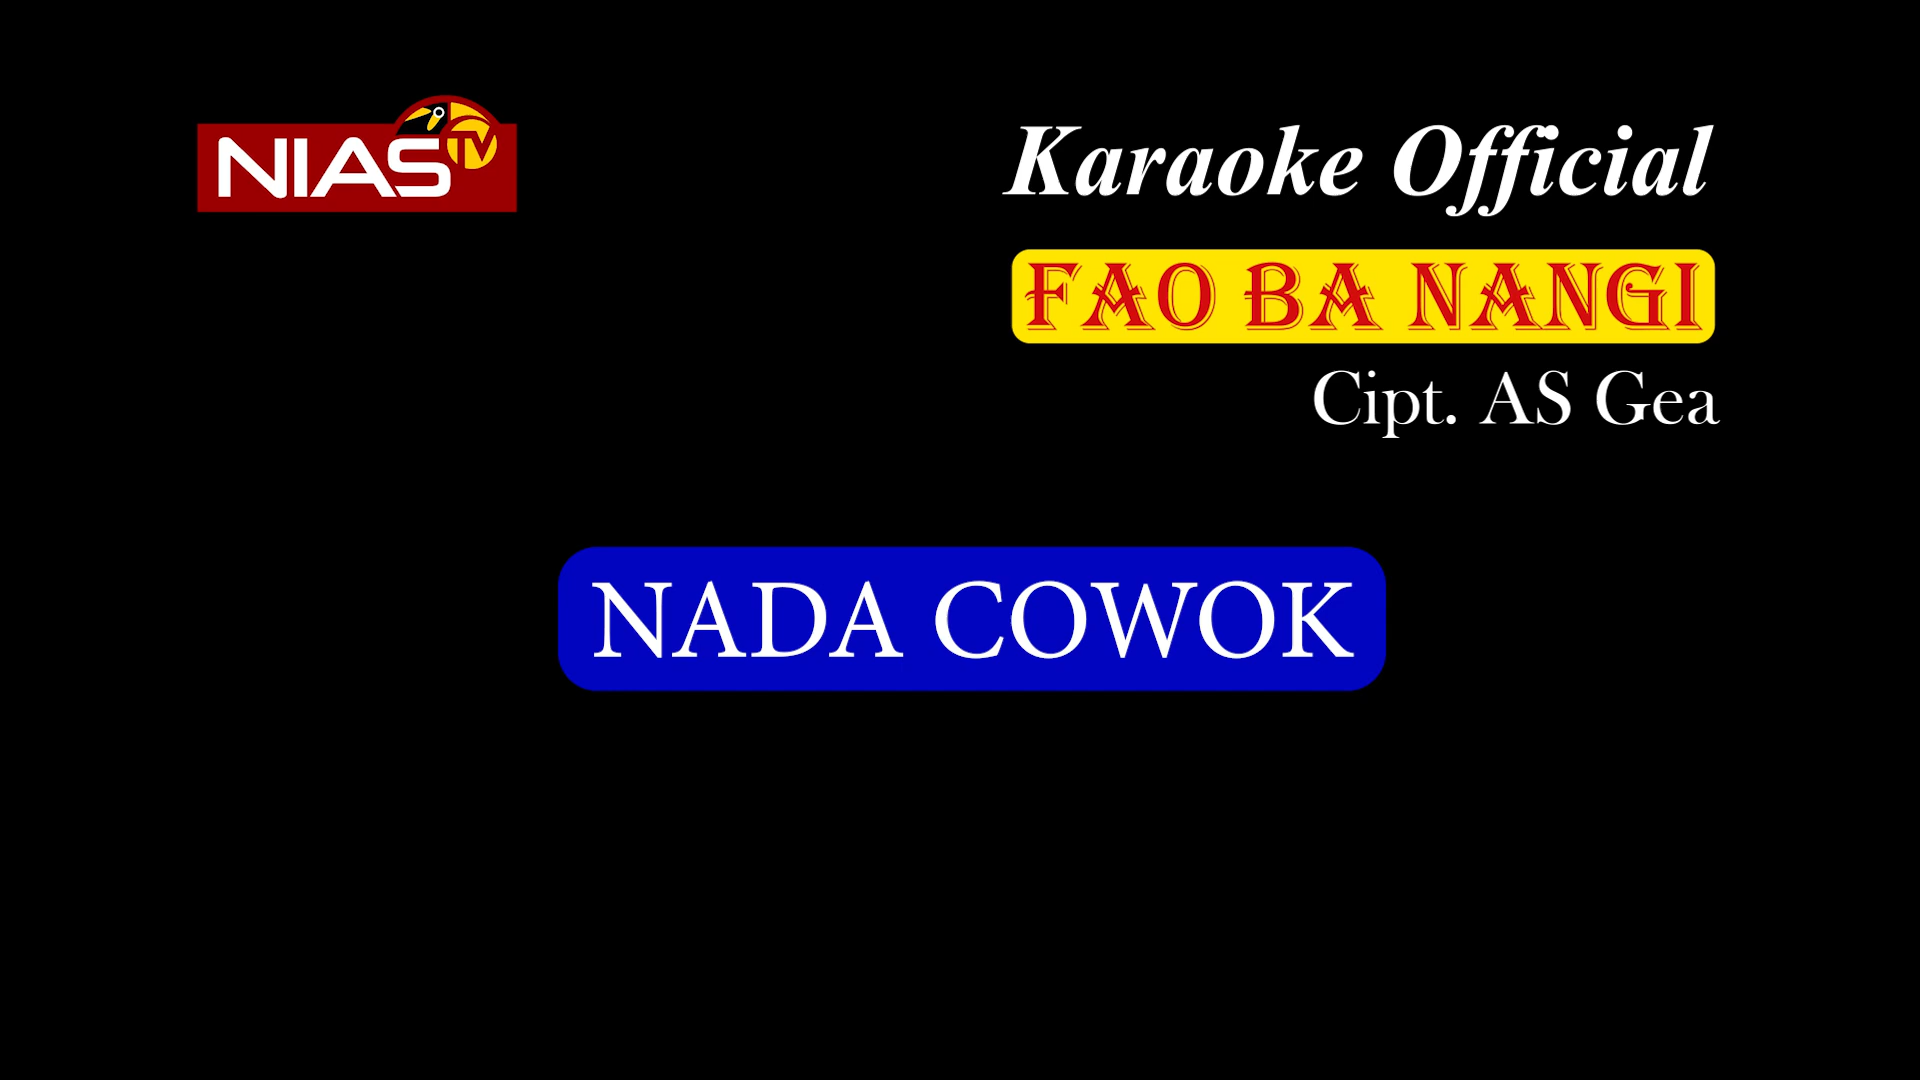 NIAS TV
Karaoke Official
FAO BA NANGI
Cipt. AS Gea
NADA COWOK